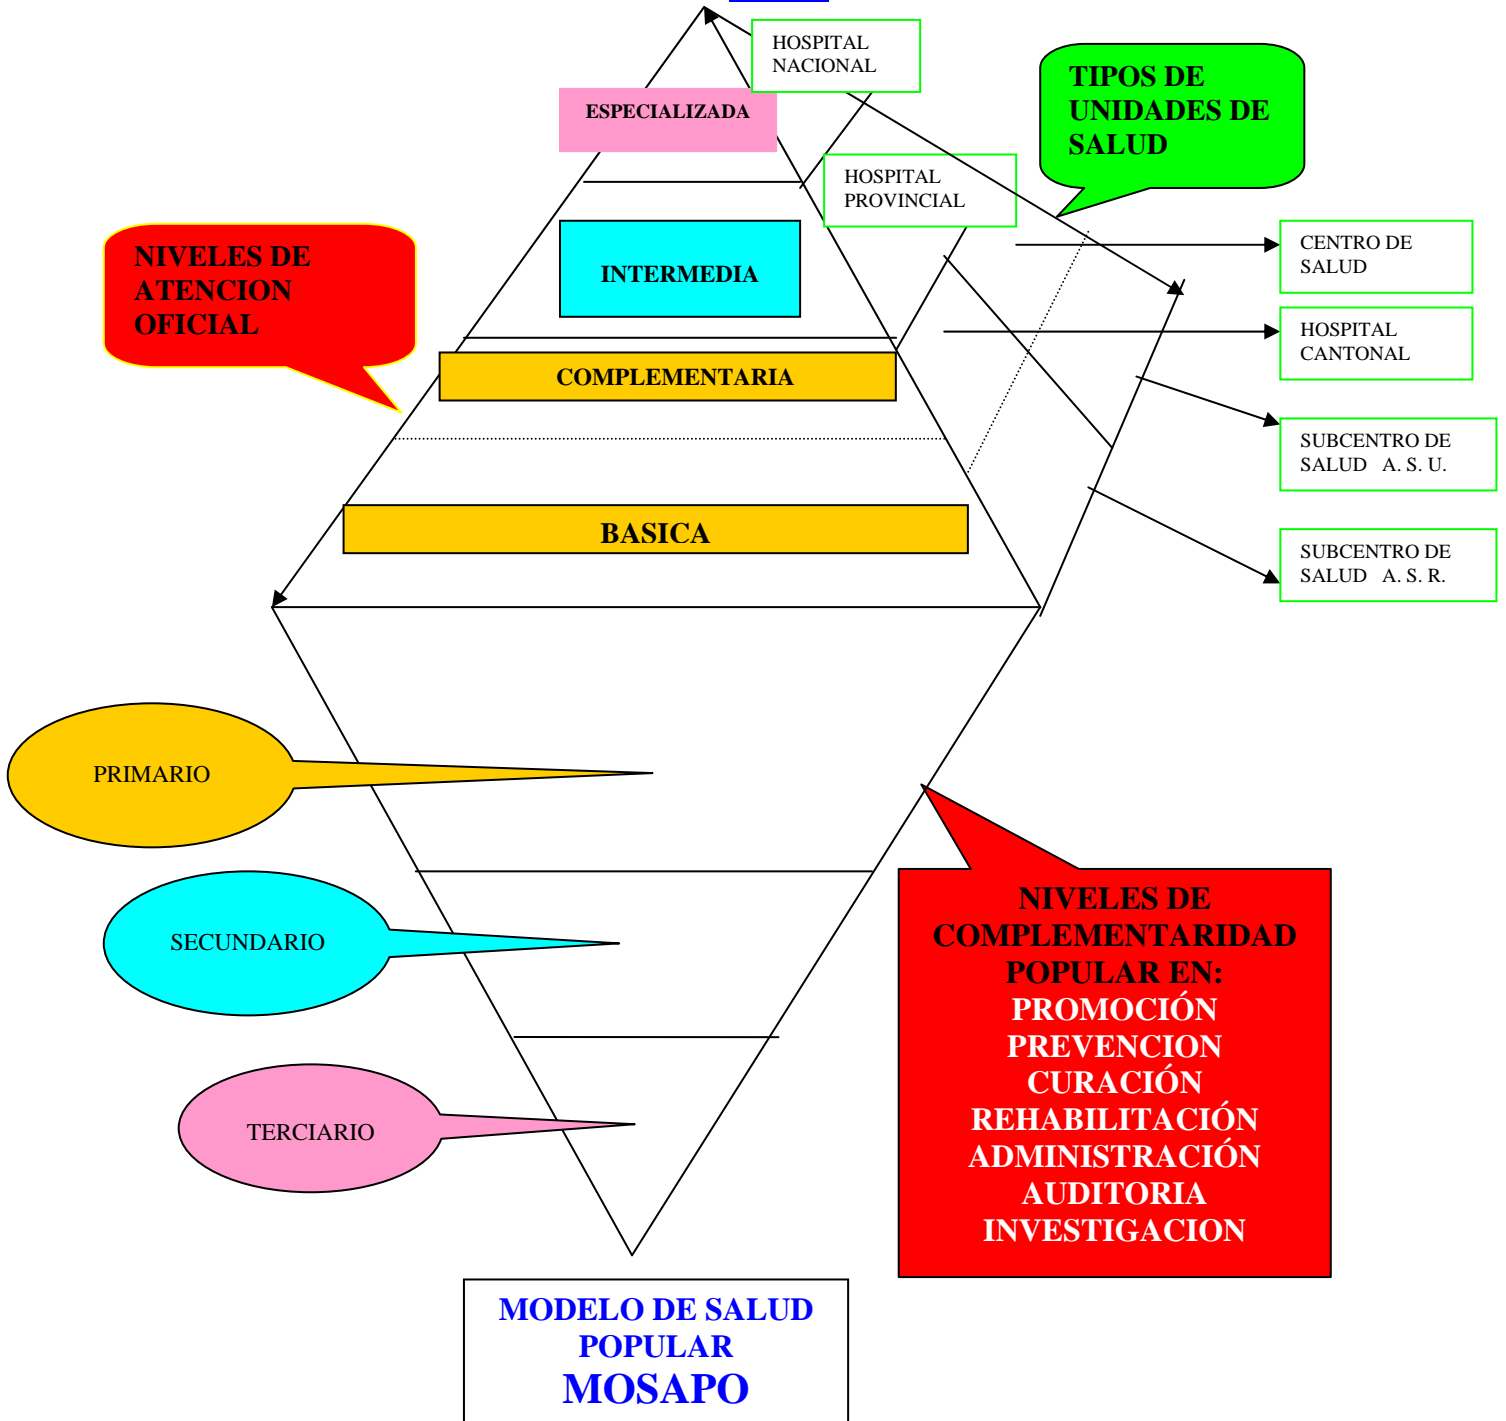 HOSPITAL
NACIONAL
TIPOS DE
UNIDADES DE
SALUD
ESPECIALIZADA
HOSPITAL
PROVINCIAL
NIVELES DE
ATENCION
OFICIAL
INTERMEDIA
CENTRO DE
SALUD
HOSPITAL
CANTONAL
COMPLEMENTARIA
SUBCENTRO DE
SALUD A. S. U.
BASICA
SUBCENTRO DE
SALUD A. S. R.
PRIMARIO
SECUNDARIO
TERCIARIO
NIVELES DE
COMPLEMENTARIDAD
POPULAR EN:
PROMOCIÓN
PREVENCION
CURACIÓN
REHABILITACIÓN
ADMINISTRACIÓN
AUDITORIA
INVESTIGACION
MODELO DE SALUD
POPULAR
MOSAPO